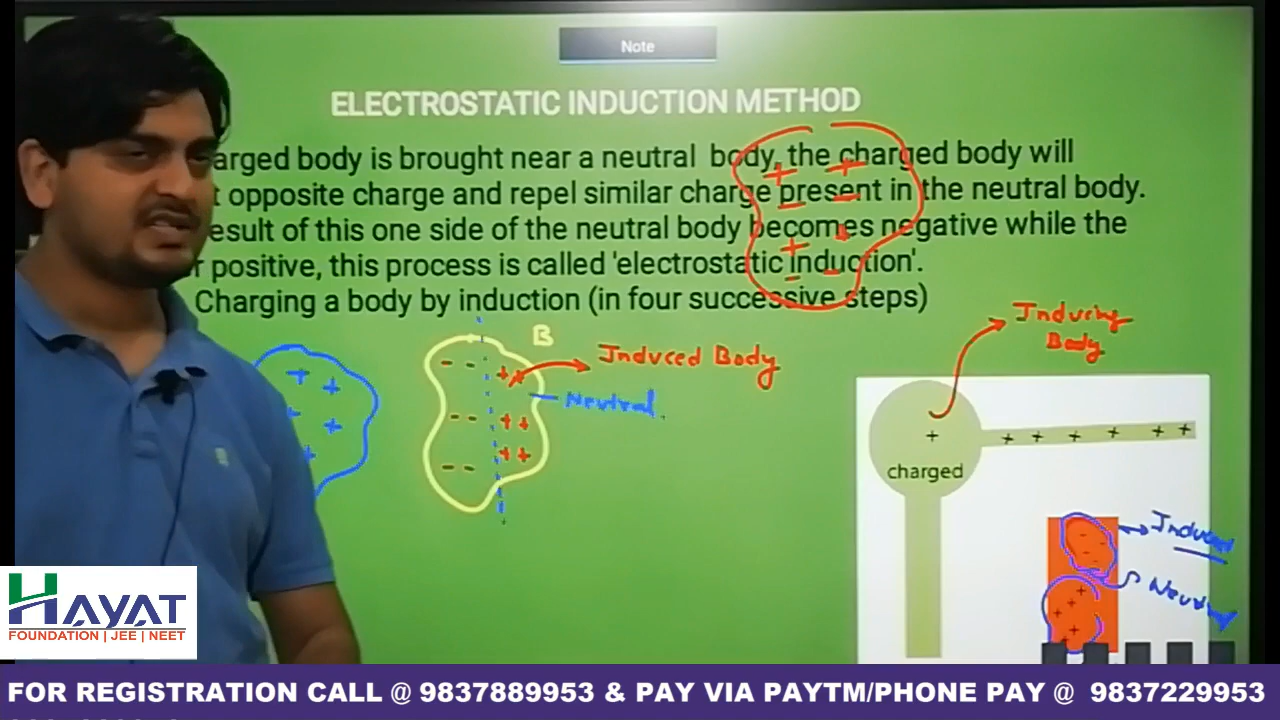 Note
ELECTROSTATIC INDUCTION METHOD
arged body is brought near a neutral body, the charged body will
t opposite charge and repel similar charge present in the neutral body.
esult of this one side of the neutral body becomes negative while the
r positive, this process is called 'electrostatic induction'.
Charging a body by induction (in four successive steps)
B
Induced Body
Neutral
Inducing
Body
+ + + + + + +
charged
Induced
Neutral
HAYAT
FOUNDATION | JEE | NEET
FOR REGISTRATION CALL @ 9837889953 & PAY VIA PAYTM/PHONE PAY @ 9837229953